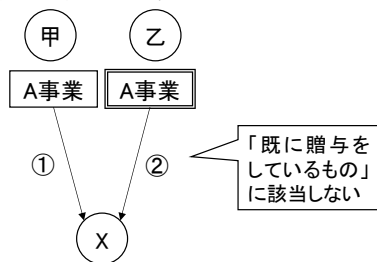 甲
乙
A事業
A事業
①
②
「既に贈与を
しているもの」
に該当しない
X